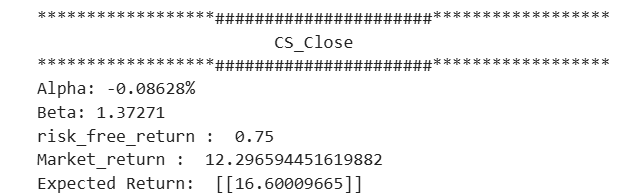 ******************######################******************
CS_Close
******************######################******************
Alpha: -0.08628%
Beta: 1.37271
risk_free_return :  0.75
Market_return :  12.296594451619882
Expected Return:  [[16.60009665]]